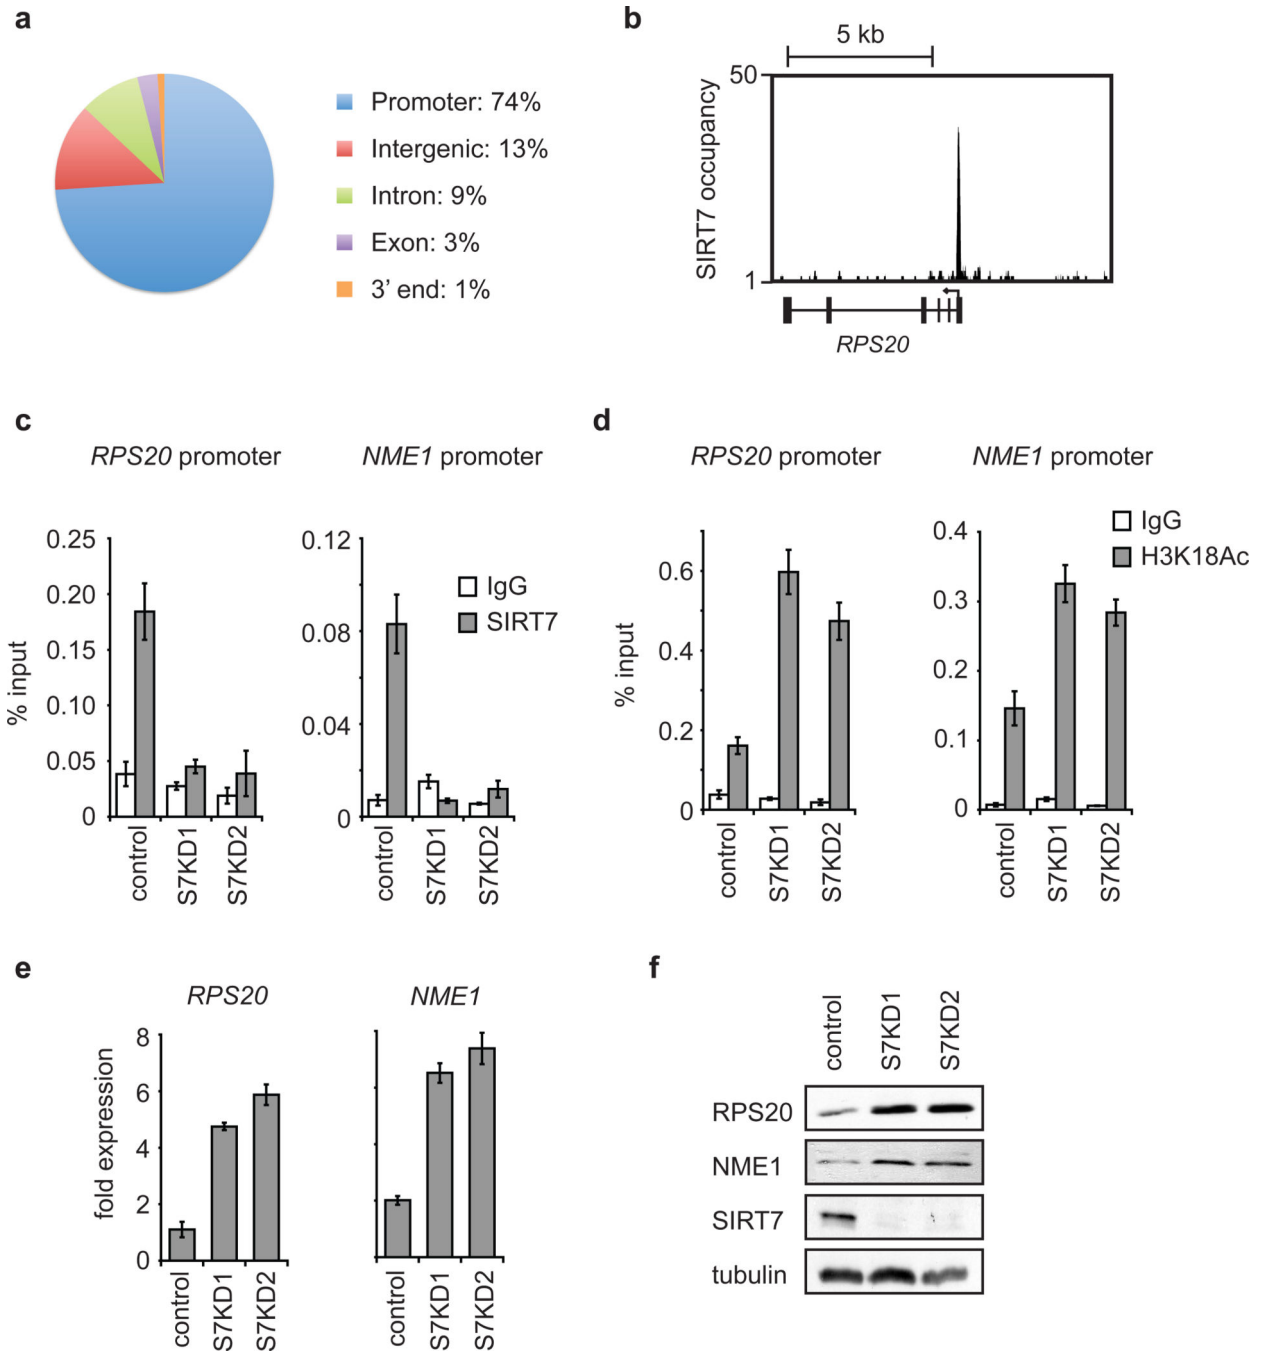 a
Promoter: 74%
Intergenic: 13%
Intron: 9%
Exon: 3%
3’ end: 1%
b
5 kb
50
1
SIRT7 occupancy
RPS20
c
RPS20 promoter
NME1 promoter
% input
0.25
0.20
0.15
0.10
0.05
0
control
S7KD1
S7KD2
0.12
0.08
0.04
0
IgG
SIRT7
control
S7KD1
S7KD2
d
RPS20 promoter
NME1 promoter
% input
0.6
0.4
0.2
0
control
S7KD1
S7KD2
0.4
0.3
0.2
0.1
0
IgG
H3K18Ac
control
S7KD1
S7KD2
e
RPS20
NME1
fold expression
8
6
4
2
0
control
S7KD1
S7KD2
control
S7KD1
S7KD2
f
control
S7KD1
S7KD2
RPS20
NME1
SIRT7
tubulin